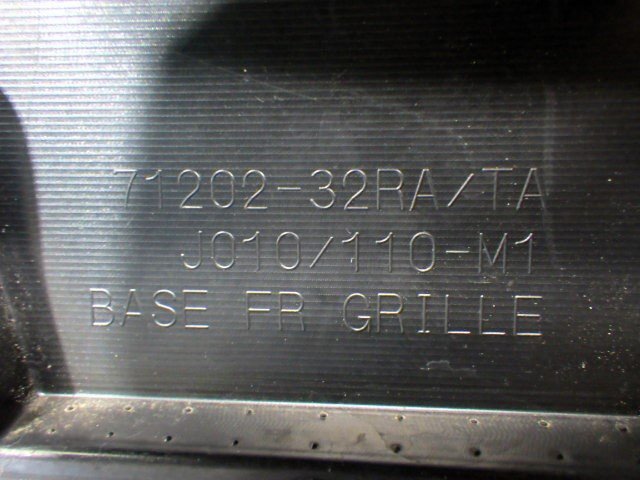 71202-32RA/TA
J010/110-M1
BASE FR GRILLE